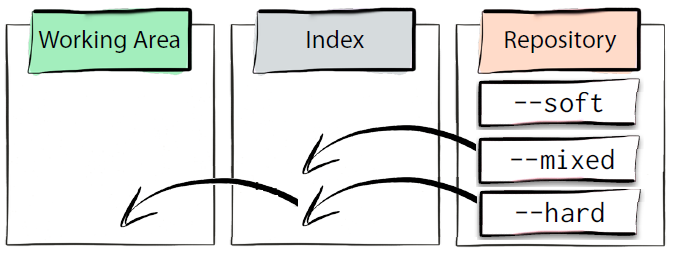 Working Area
Index
Repository
--soft
--mixed
--hard